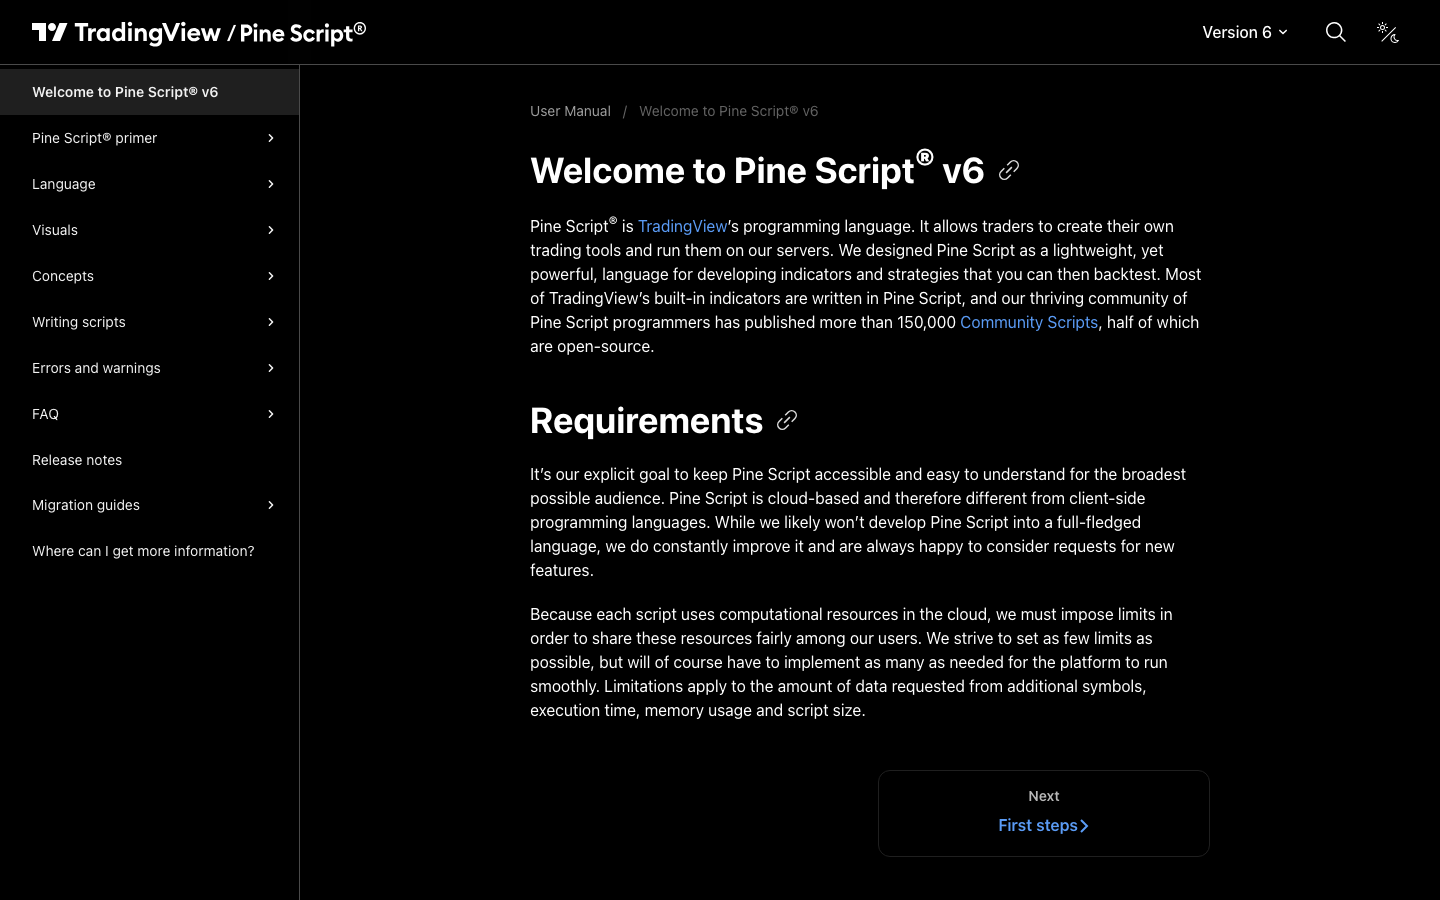 TradingView / Pine Script®
Version 6
Welcome to Pine Script® v6
Pine Script® primer
Language
Visuals
Concepts
Writing scripts
Errors and warnings
FAQ
Release notes
Migration guides
Where can I get more information?
User Manual / Welcome to Pine Script® v6
Welcome to Pine Script® v6
Pine Script® is TradingView’s programming language. It allows traders to create their own
trading tools and run them on our servers. We designed Pine Script as a lightweight, yet
powerful, language for developing indicators and strategies that you can then backtest. Most
of TradingView’s built-in indicators are written in Pine Script, and our thriving community of
Pine Script programmers has published more than 150,000 Community Scripts, half of which
are open-source.
Requirements
It’s our explicit goal to keep Pine Script accessible and easy to understand for the broadest
possible audience. Pine Script is cloud-based and therefore different from client-side
programming languages. While we likely won’t develop Pine Script into a full-fledged
language, we do constantly improve it and are always happy to consider requests for new
features.
Because each script uses computational resources in the cloud, we must impose limits in
order to share these resources fairly among our users. We strive to set as few limits as
possible, but will of course have to implement as many as needed for the platform to run
smoothly. Limitations apply to the amount of data requested from additional symbols,
execution time, memory usage and script size.
Next
First steps